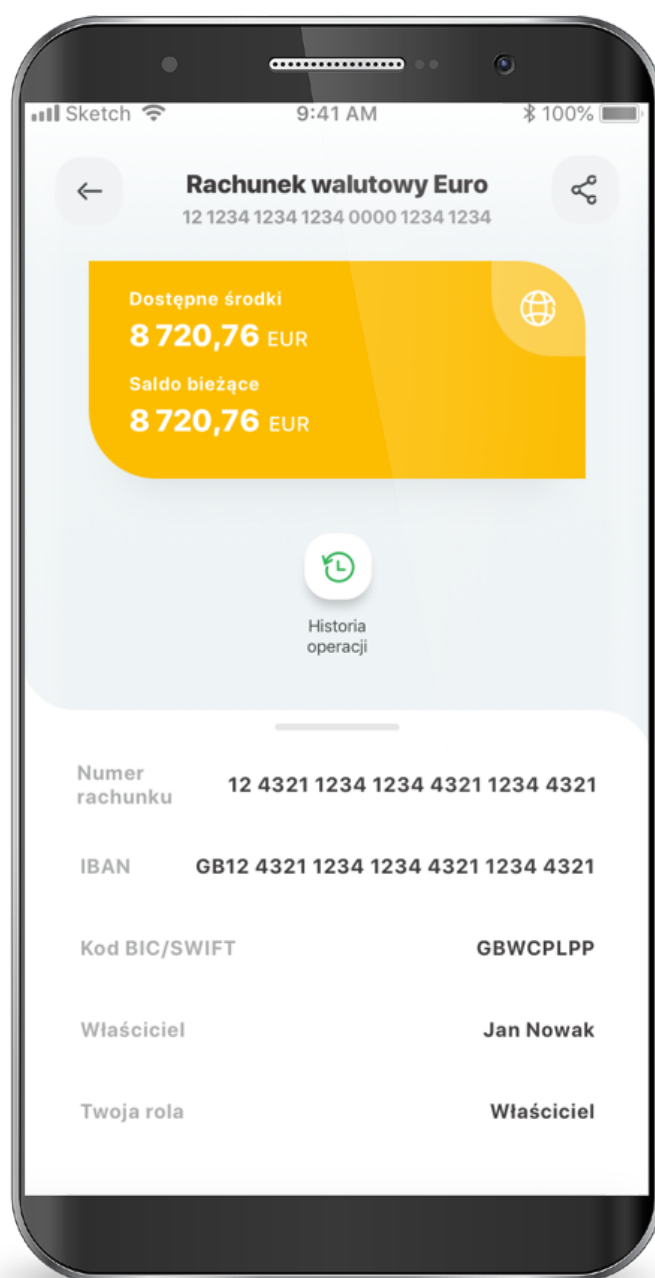 Sketch 9:41 AM 100%
Rachunek walutowy Euro
12 1234 1234 1234 0000 1234 1234
Dostępne środki
8 720,76 EUR
Saldo bieżące
8 720,76 EUR
Historia
operacji
Numer
rachunku
12 4321 1234 1234 4321 1234 4321
IBAN GB12 4321 1234 1234 4321 1234 4321
Kod BIC/SWIFT GBWCPLPP
Właściciel Jan Nowak
Twoja rola Właściciel